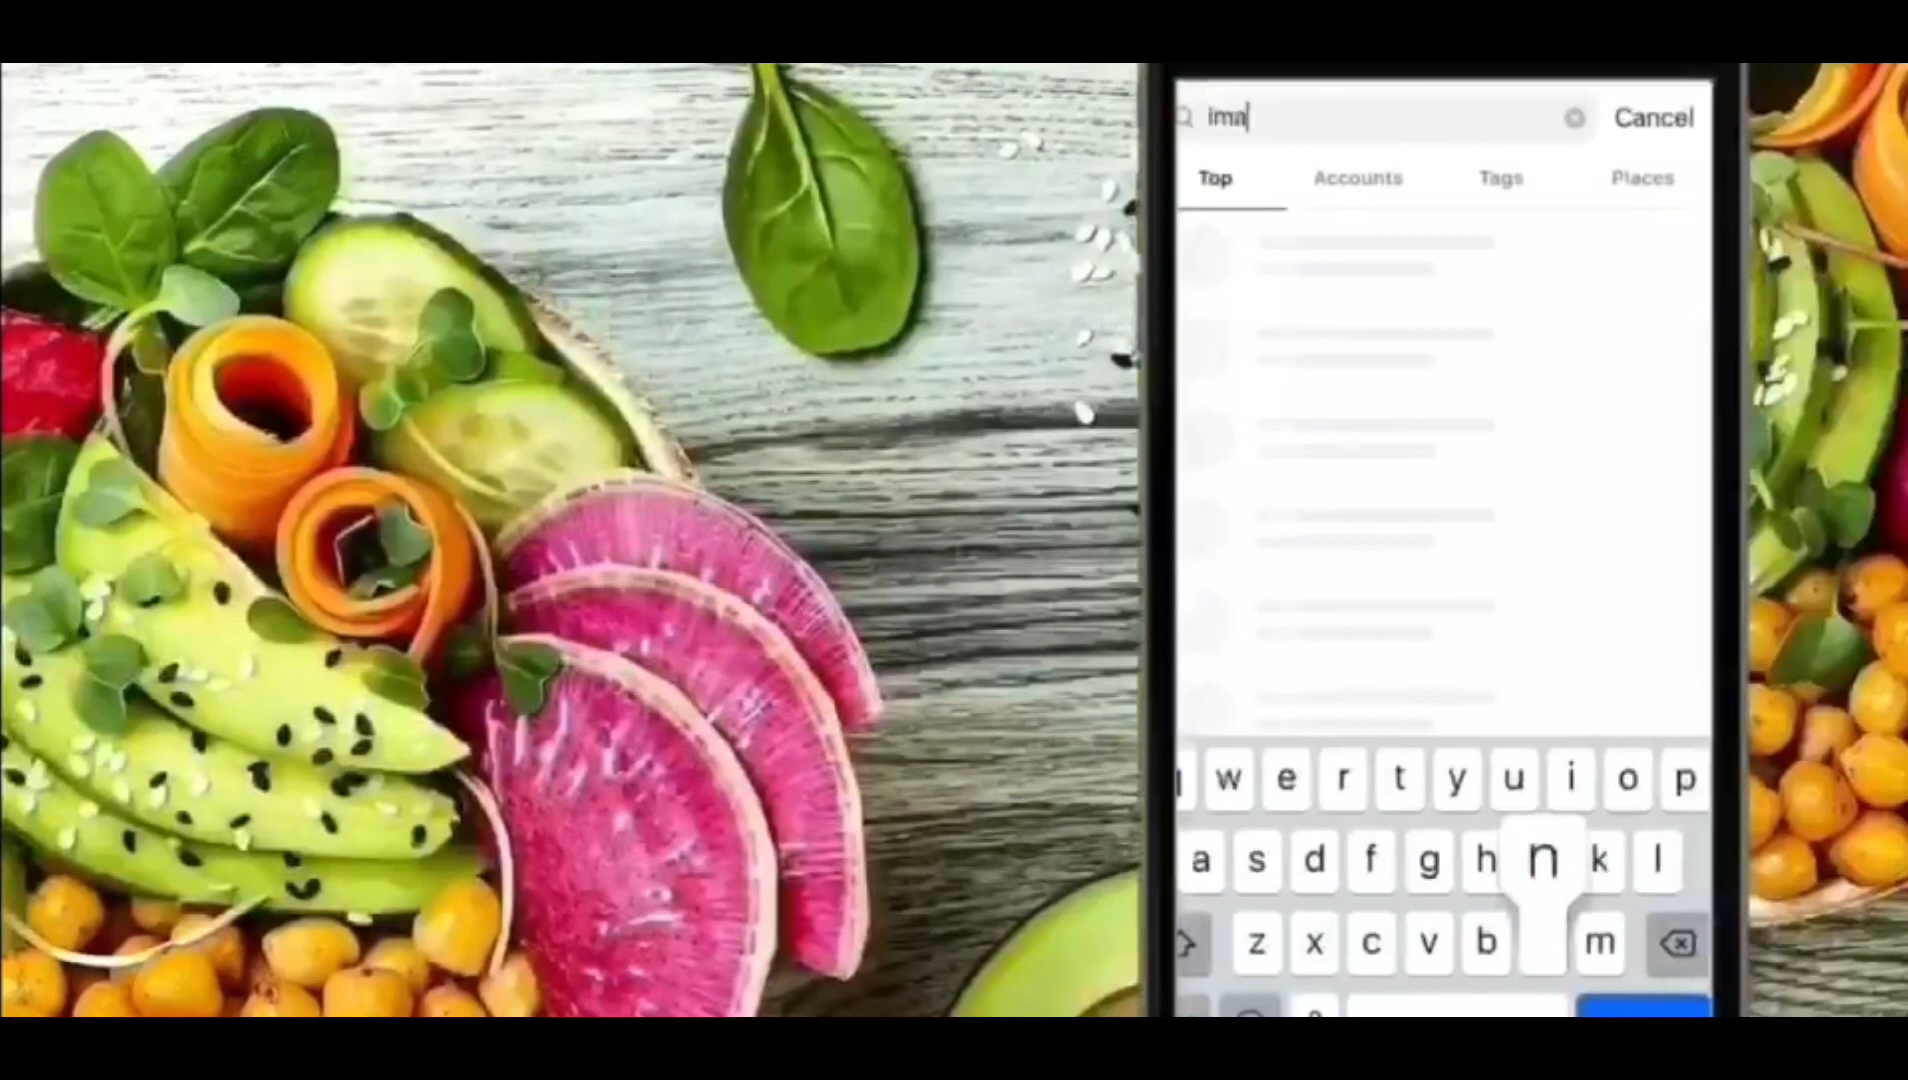 ima
Cancel
Top
Accounts
Tags
Places
w e r t y u i o p
a s d f g h n k l
z x c v b m